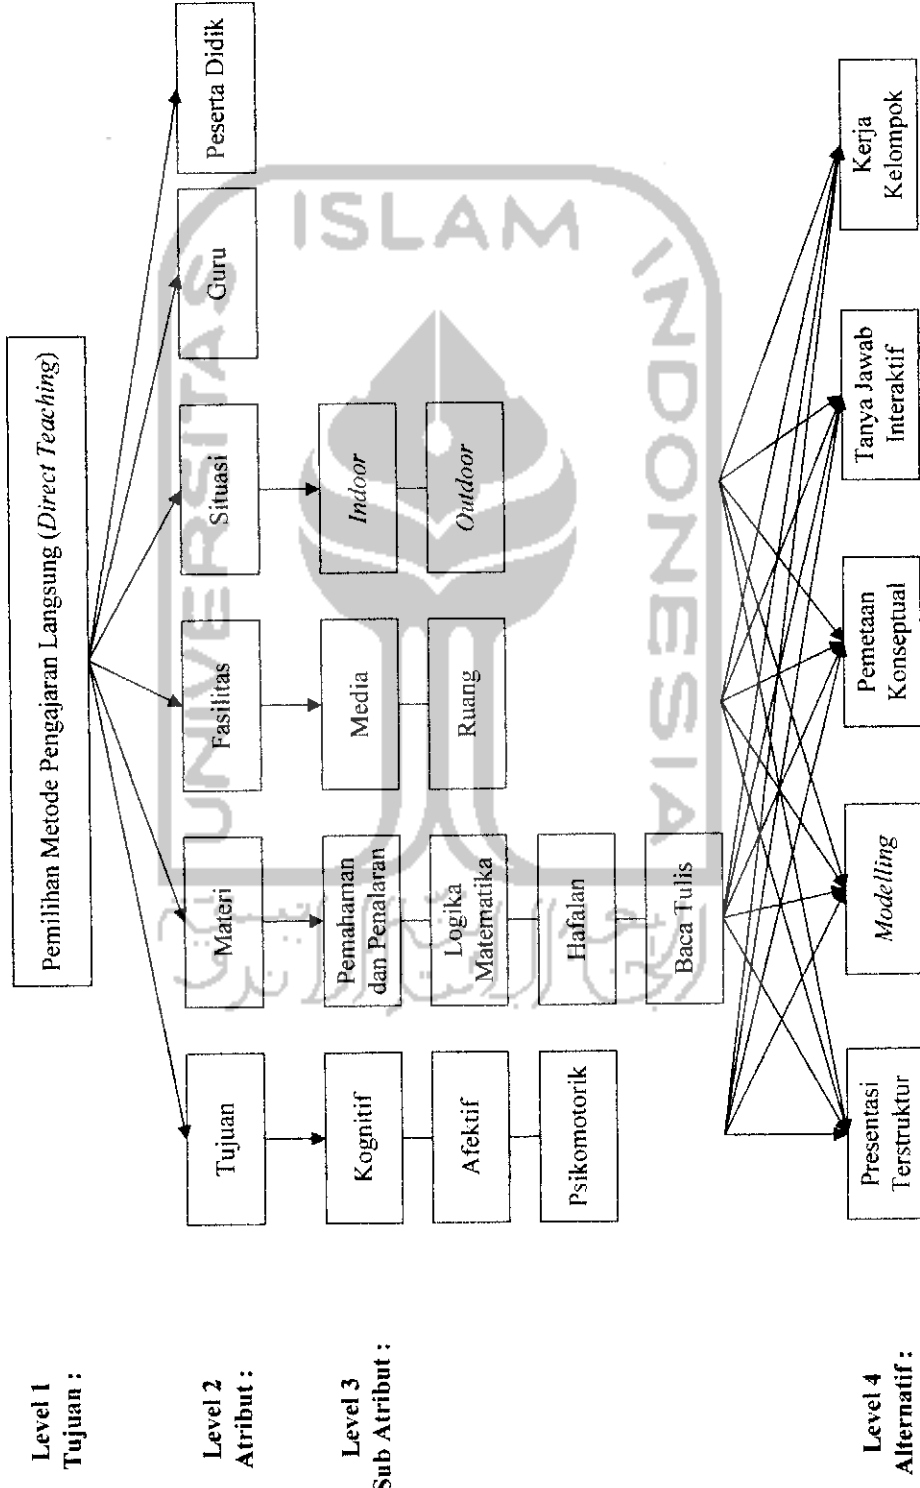 Level 1
Tujuan :
Pemilihan Metode Pengajaran Langsung (Direct Teaching)
Level 2
Atribut :
Tujuan
Materi
Fasilitas
Situasi
Guru
Peserta Didik
Level 3
Sub Atribut :
Kognitif
Afektif
Psikomotorik
Pemahaman
dan Penalaran
Logika
Matematika
Hafalan
Baca Tulis
Media
Ruang
Indoor
Outdoor
Level 4
Alternatif :
Presentasi
Terstruktur
Modelling
Pemetaan
Konseptual
Tanya Jawab
Interaktif
Kerja
Kelompok
UNIVERSITAS
ISLAM
INDONESIA